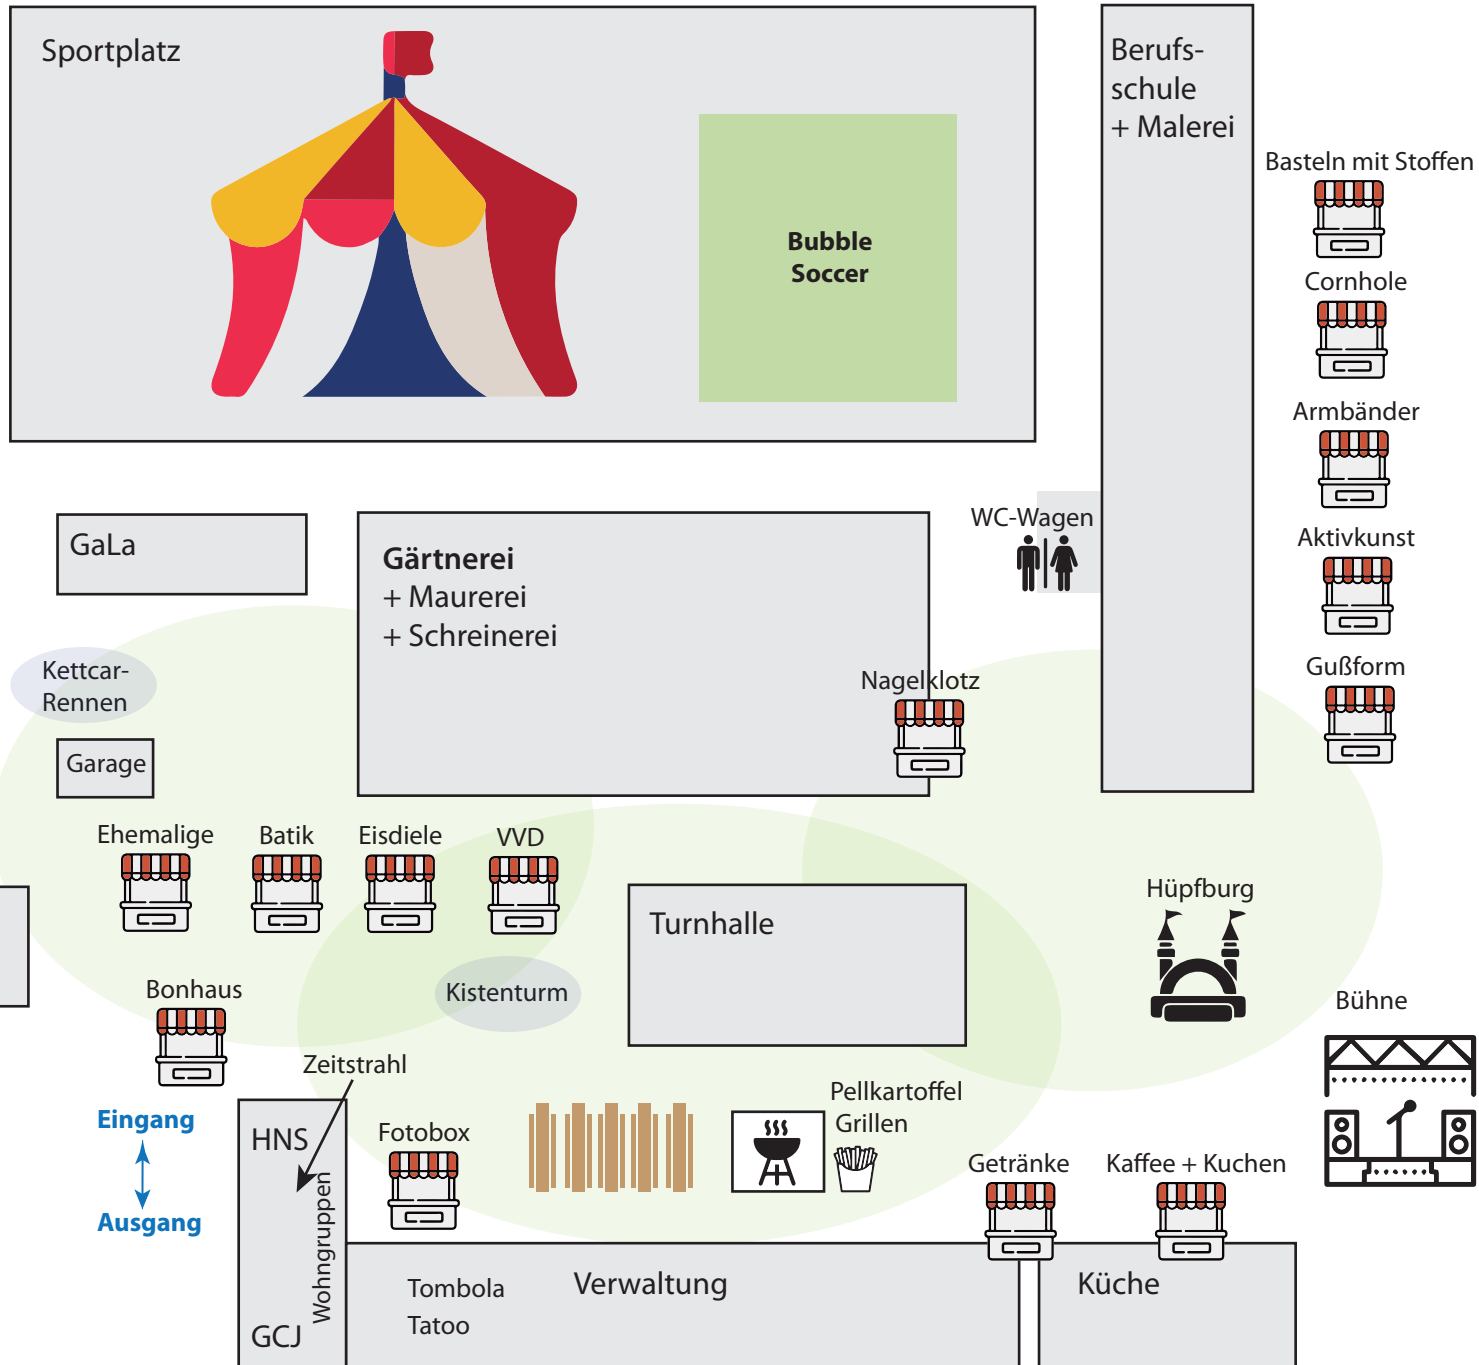 Sportplatz
Berufs-
schule
+ Malerei
Basteln mit Stoffen
Bubble
Soccer
Cornhole
Armbänder
WC-Wagen
Aktivkunst
GaLa
Gärtnerei
+ Maurerei
+ Schreinerei
Kettcar-
Rennen
Nagelklotz
Gußform
Garage
Ehemalige
Batik
Eisdiele
VVD
Turnhalle
Hüpfburg
Bonhaus
Kistenturm
Bühne
Zeitstrahl
Eingang
Ausgang
HNS
Wohngruppen
GCJ
Fotobox
Pellkartoffel
Grillen
Getränke
Kaffee + Kuchen
Tombola
Tatoo
Verwaltung
Küche